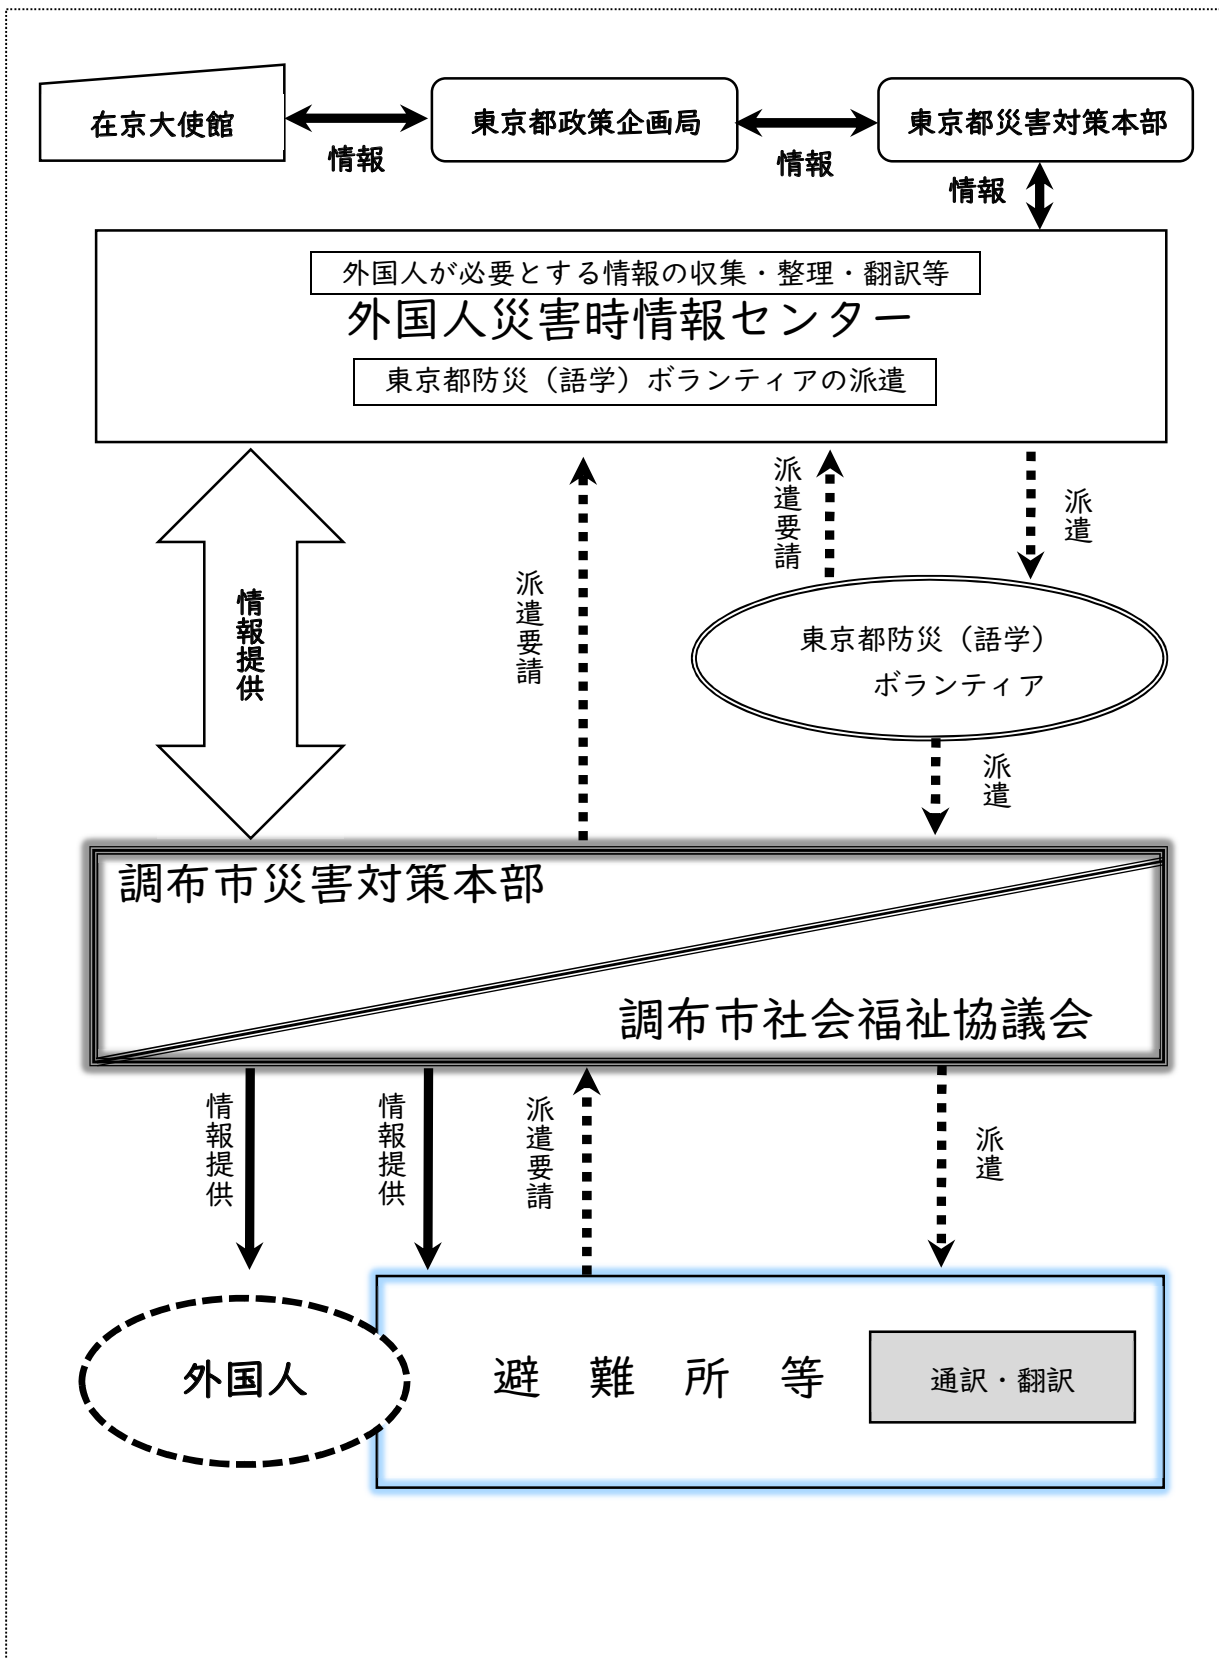 在京大使館
東京都政策企画局
東京都災害対策本部
情報
情報
情報
外国人が必要とする情報の収集・整理・翻訳等
外国人災害時情報センター
東京都防災（語学）ボランティアの派遣
派遣要請
派遣
派遣要請
情報提供
東京都防災（語学）
ボランティア
派遣
調布市災害対策本部
調布市社会福祉協議会
情報提供
情報提供
派遣要請
派遣
外国人
避難所等
通訳・翻訳